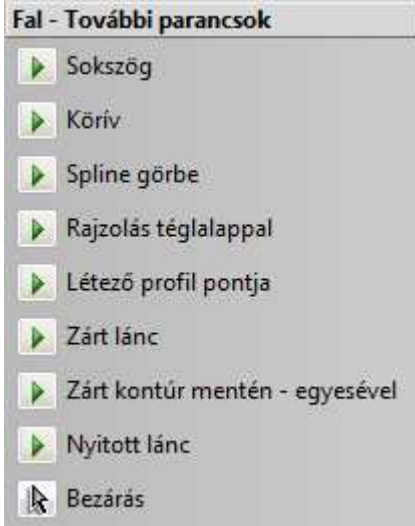 Fal - További parancsok
Sokszög
Körív
Spline görbe
Rajzolás téglalappal
Létező profil pontja
Zárt lánc
Zárt kontúr mentén - egyesével
Nyitott lánc
Bezárás